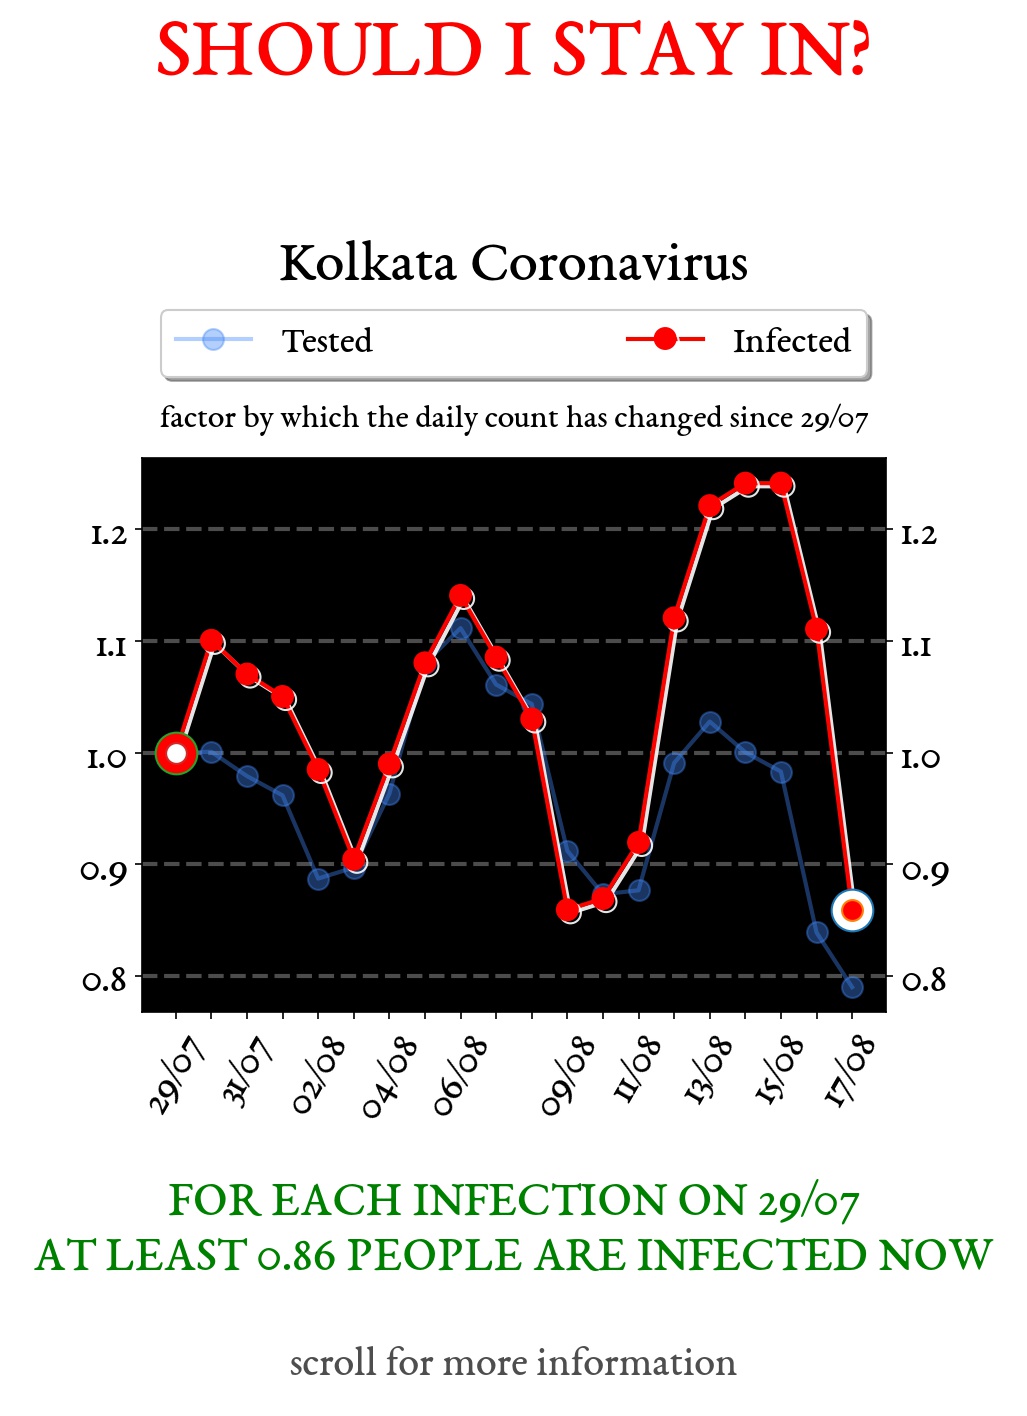 SHOULD I STAY IN?
Kolkata Coronavirus
Tested Infected
factor by which the daily count has changed since 29/07
1.2 1.2
1.1 1.1
1.0 1.0
0.9 0.9
0.8 0.8
29/07 31/07 02/08 04/08 06/08 09/08 11/08 13/08 15/08 17/08
FOR EACH INFECTION ON 29/07
AT LEAST 0.86 PEOPLE ARE INFECTED NOW
scroll for more information